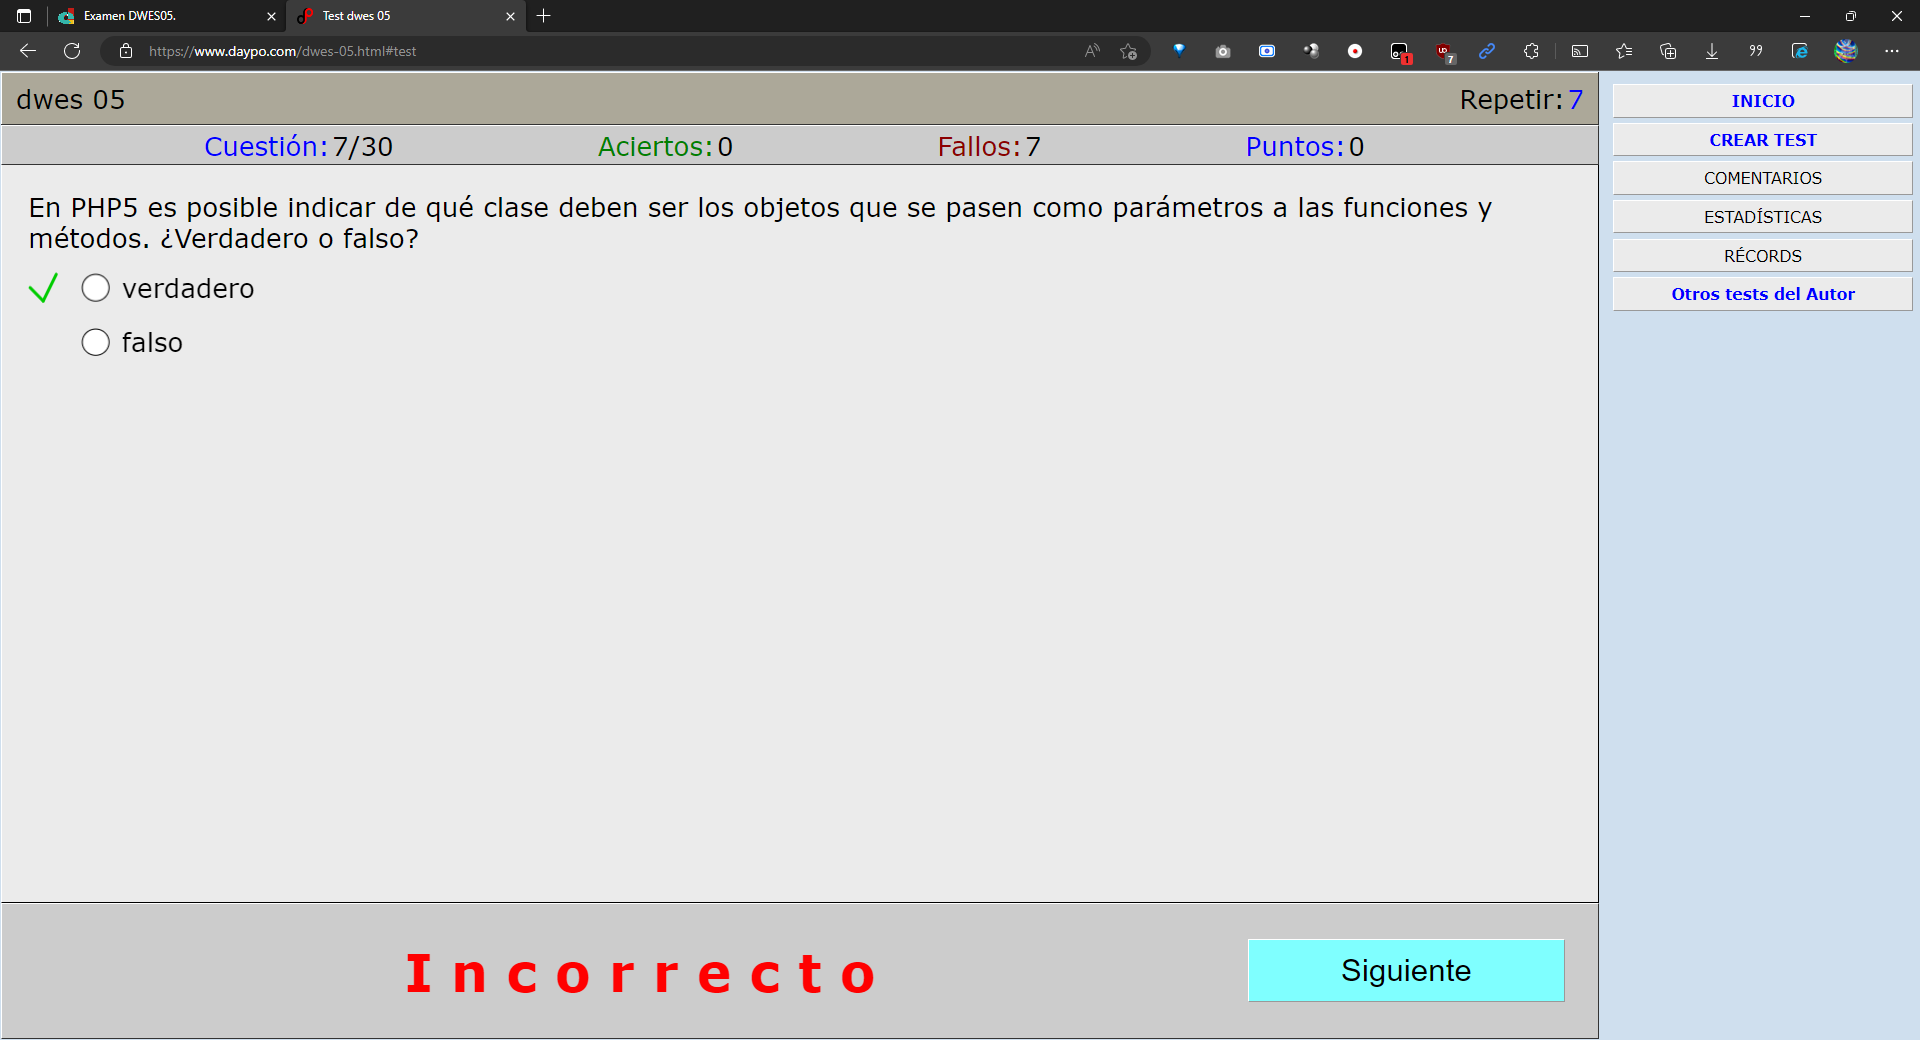 Examen DWES05.
Test dwes 05
https://www.daypo.com/dwes-05.html#test
1
7
dwes 05
Repetir: 7
Cuestión: 7/30
Aciertos: 0
Fallos: 7
Puntos: 0
En PHP5 es posible indicar de qué clase deben ser los objetos que se pasen como parámetros a las funciones y
métodos. ¿Verdadero o falso?
verdadero
falso
Incorrecto
Siguiente
INICIO
CREAR TEST
COMENTARIOS
ESTADÍSTICAS
RÉCORDS
Otros tests del Autor